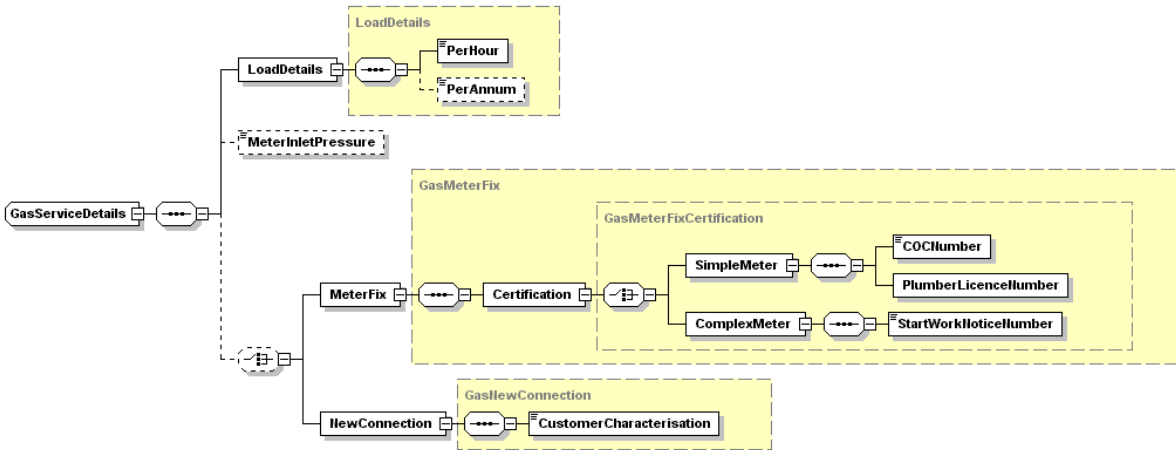 LoadDetails
PerHour
LoadDetails
PerAnnum
MeterInletPressure
GasMeterFix
GasServiceDetails
GasMeterFixCertification
COCNumber
SimpleMeter
PlumberLicenceNumber
MeterFix
Certification
ComplexMeter
StartWorkNoticeNumber
GasNewConnection
NewConnection
CustomerCharacterisation